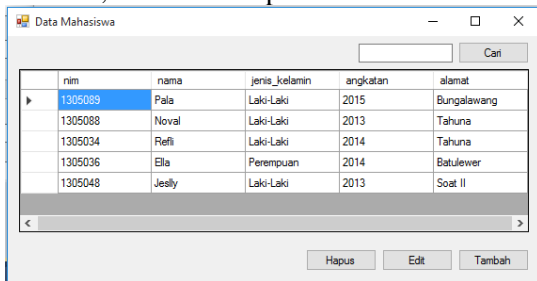 Data Mahasiswa
Cari
nim nama jenis_kelamin angkatan alamat
1305089 Pala Laki-Laki 2015 Bungalawang
1305088 Noval Laki-Laki 2013 Tahuna
1305034 Refli Laki-Laki 2014 Tahuna
1305036 Ella Perempuan 2014 Batulewer
1305048 Jeslly Laki-Laki 2013 Soat II
Hapus Edit Tambah